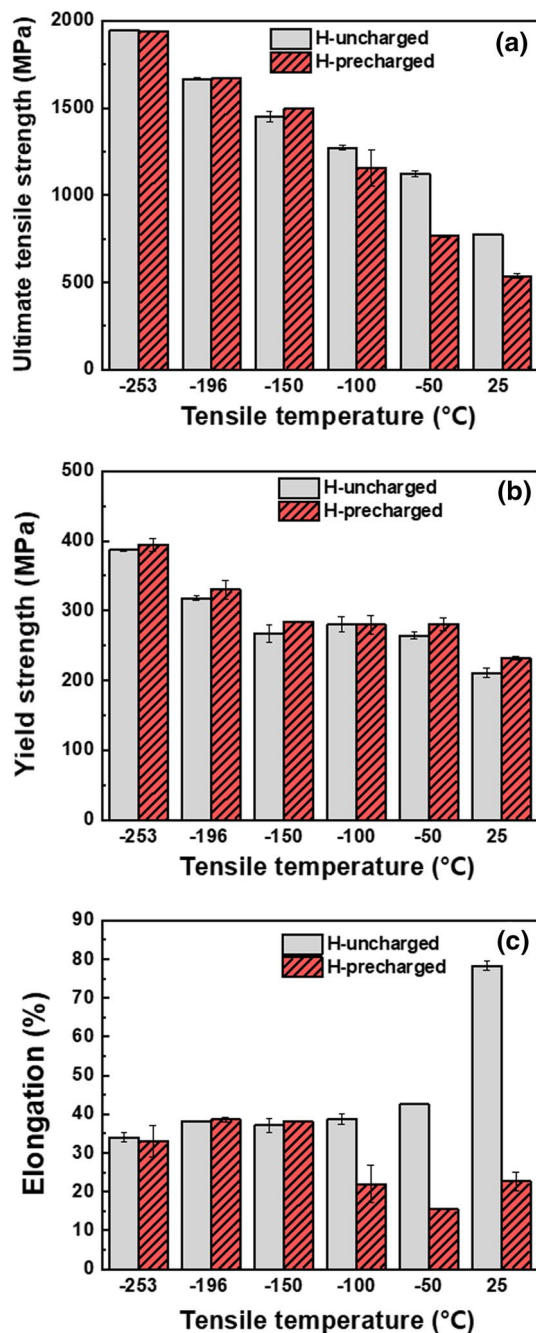 (a)
H-uncharged
H-precharged
Ultimate tensile strength (MPa)
2000
1500
1000
500
0
-253 -196 -150 -100 -50 25
Tensile temperature (°C)
(b)
H-uncharged
H-precharged
Yield strength (MPa)
500
400
300
200
100
0
-253 -196 -150 -100 -50 25
Tensile temperature (°C)
(c)
H-uncharged
H-precharged
Elongation (%)
90
80
70
60
50
40
30
20
10
0
-253 -196 -150 -100 -50 25
Tensile temperature (°C)